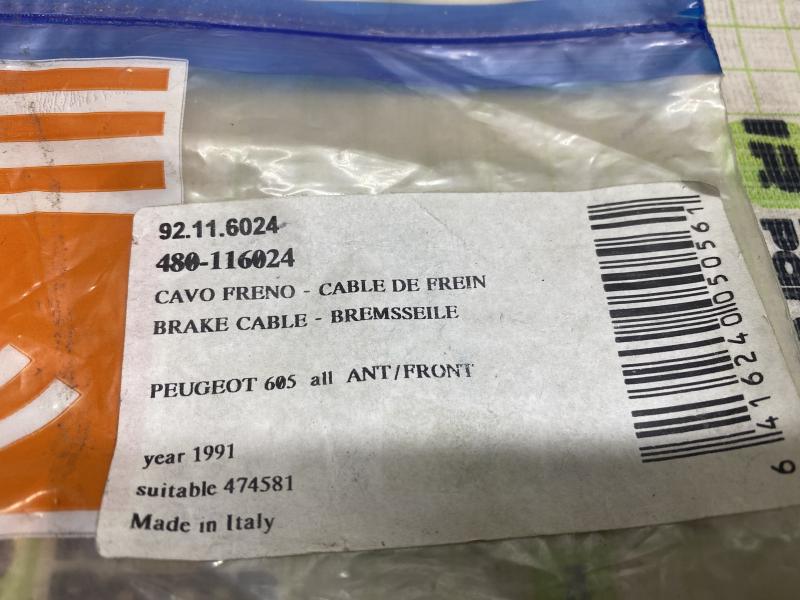 92.11.6024
480-116024
CAVO FRENO - CABLE DE FREIN
BRAKE CABLE - BREMSSEILE
PEUGEOT 605 all ANT/FRONT
year 1991
suitable 474581
Made in Italy
6 416240 050561